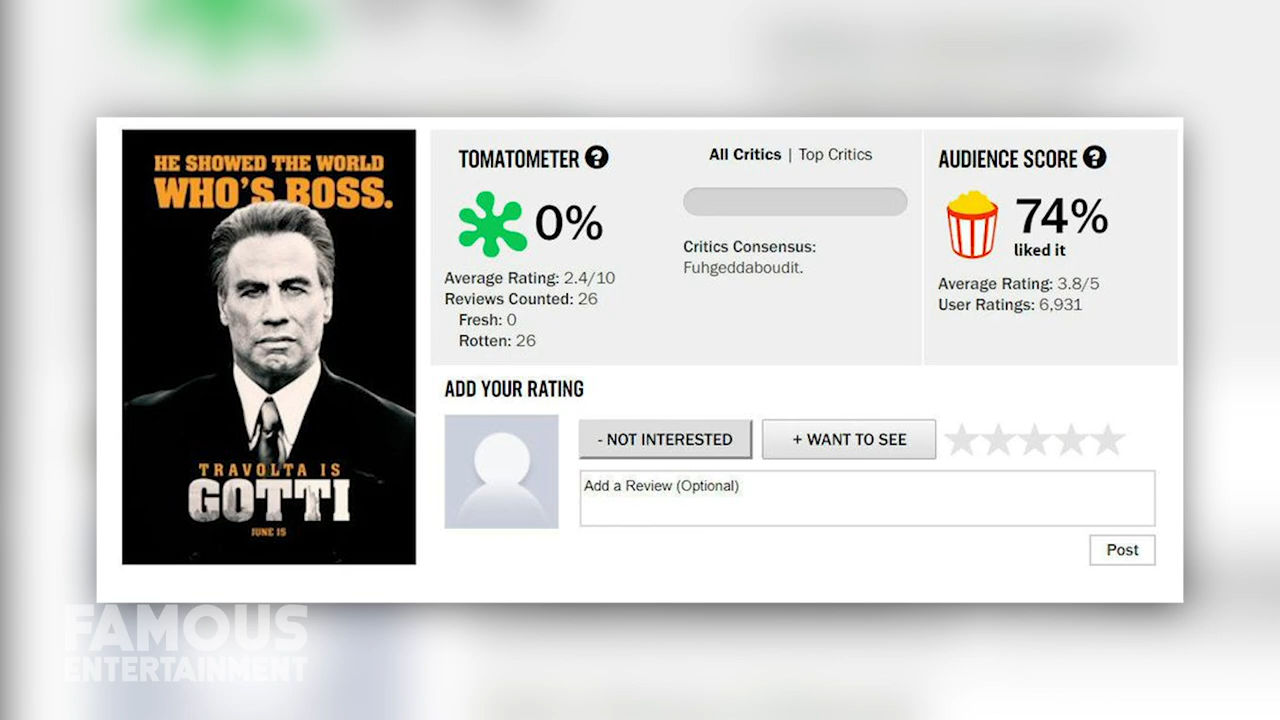 HE SHOWED THE WORLD
WHO'S BOSS.
TRAVOLTA IS
GOTTI
JUNE 15
TOMATOMETER ?
0%
Average Rating: 2.4/10
Reviews Counted: 26
Fresh: 0
Rotten: 26
All Critics | Top Critics
Critics Consensus:
Fuhgeddaboudit.
AUDIENCE SCORE ?
74%
liked it
Average Rating: 3.8/5
User Ratings: 6,931
ADD YOUR RATING
- NOT INTERESTED
+ WANT TO SEE
Add a Review (Optional)
Post
FAMOUS
ENTERTAINMENT